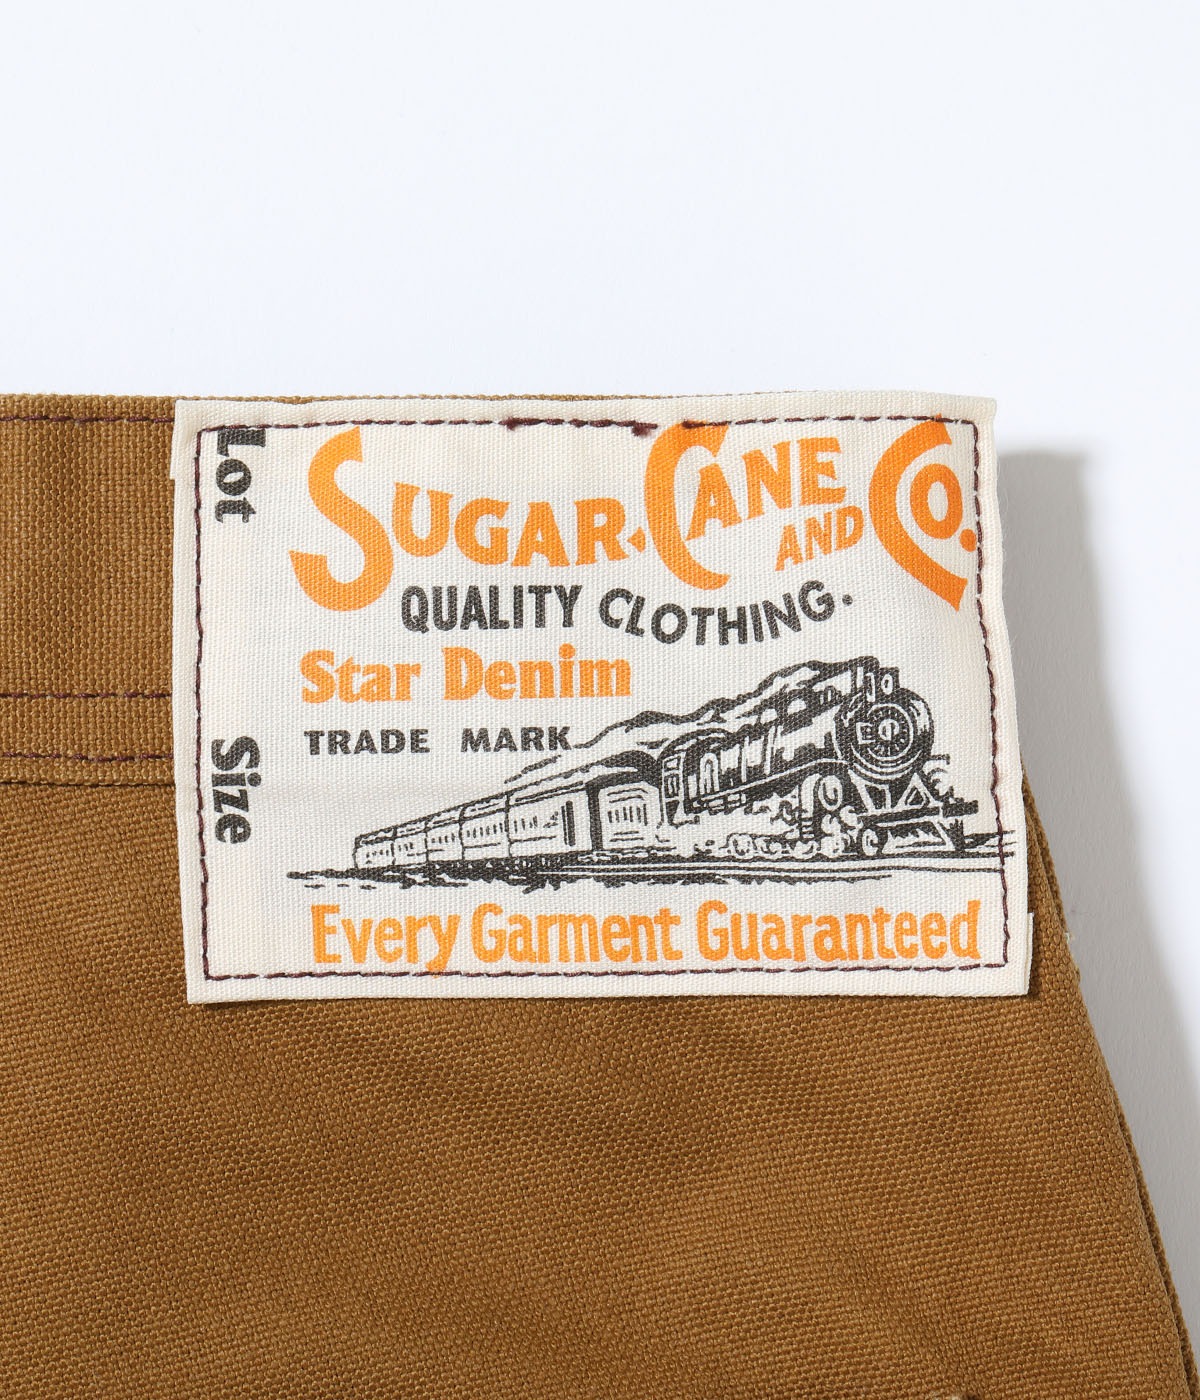 Lot
SUGAR CANE AND CO.
QUALITY CLOTHING.
Star Denim
TRADE MARK
Size
Every Garment Guaranteed